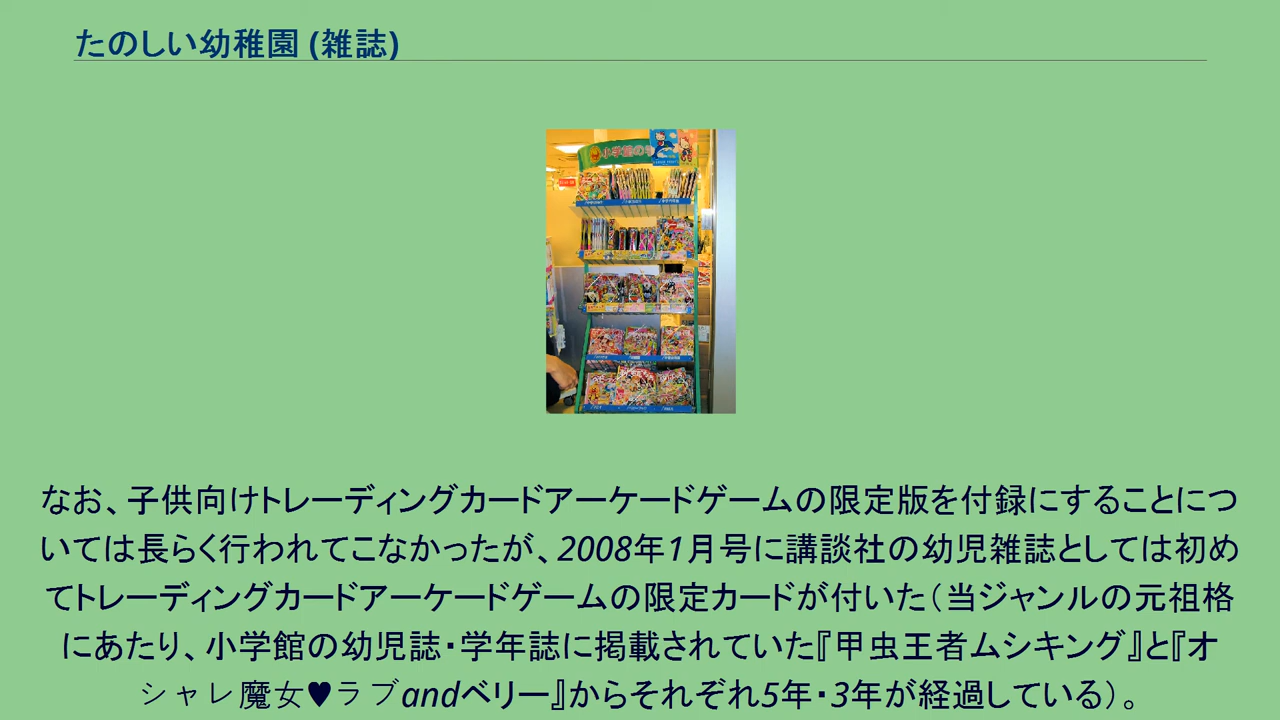 たのしい幼稚園 (雑誌)
小学館の
なお、子供向けトレーディングカードアーケードゲームの限定版を付録にすることにつ
いては長らく行われてこなかったが、2008年1月号に講談社の幼児雑誌としては初め
てトレーディングカードアーケードゲームの限定カードが付いた（当ジャンルの元祖格
にあたり、小学館の幼児誌・学年誌に掲載されていた『甲虫王者ムシキング』と『オ
シャレ魔女♥ラブandベリー』からそれぞれ5年・3年が経過している）。